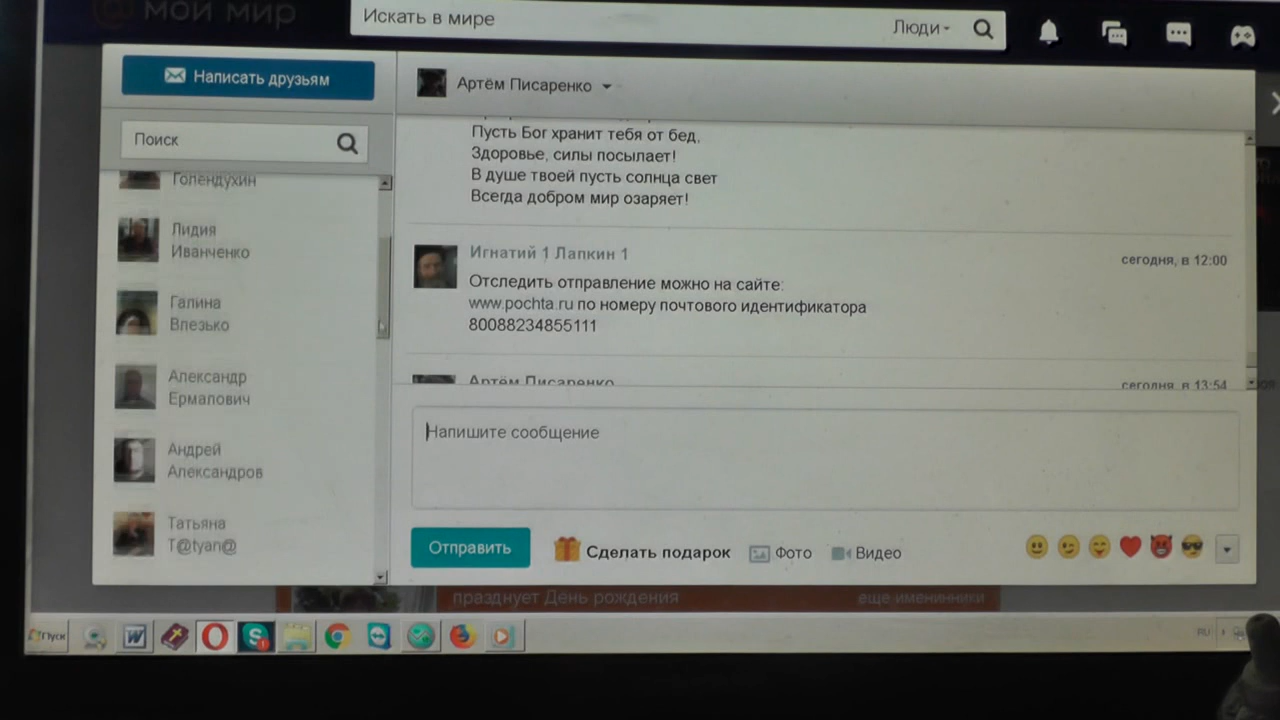 мой мир
Искать в мире
Люди
Написать друзьям
Артём Писаренко
Поиск
Голендухин
Лидия
Иванченко
Галина
Влезько
Александр
Ермалович
Андрей
Александров
Татьяна
T@tyan@
Пусть Бог хранит тебя от бед,
Здоровье, силы посылает!
В душе твоей пусть солнца свет
Всегда добром мир озаряет!
Игнатий 1 Лапкин 1
сегодня, в 12:00
Отследить отправление можно на сайте:
www.pochta.ru по номеру почтового идентификатора
80088234855111
Артём Писаренко
сегодня, в 13:54
Напишите сообщение
Отправить
Сделать подарок
Фото
Видео
празднует День рождения
еще именинники
Пуск
RU